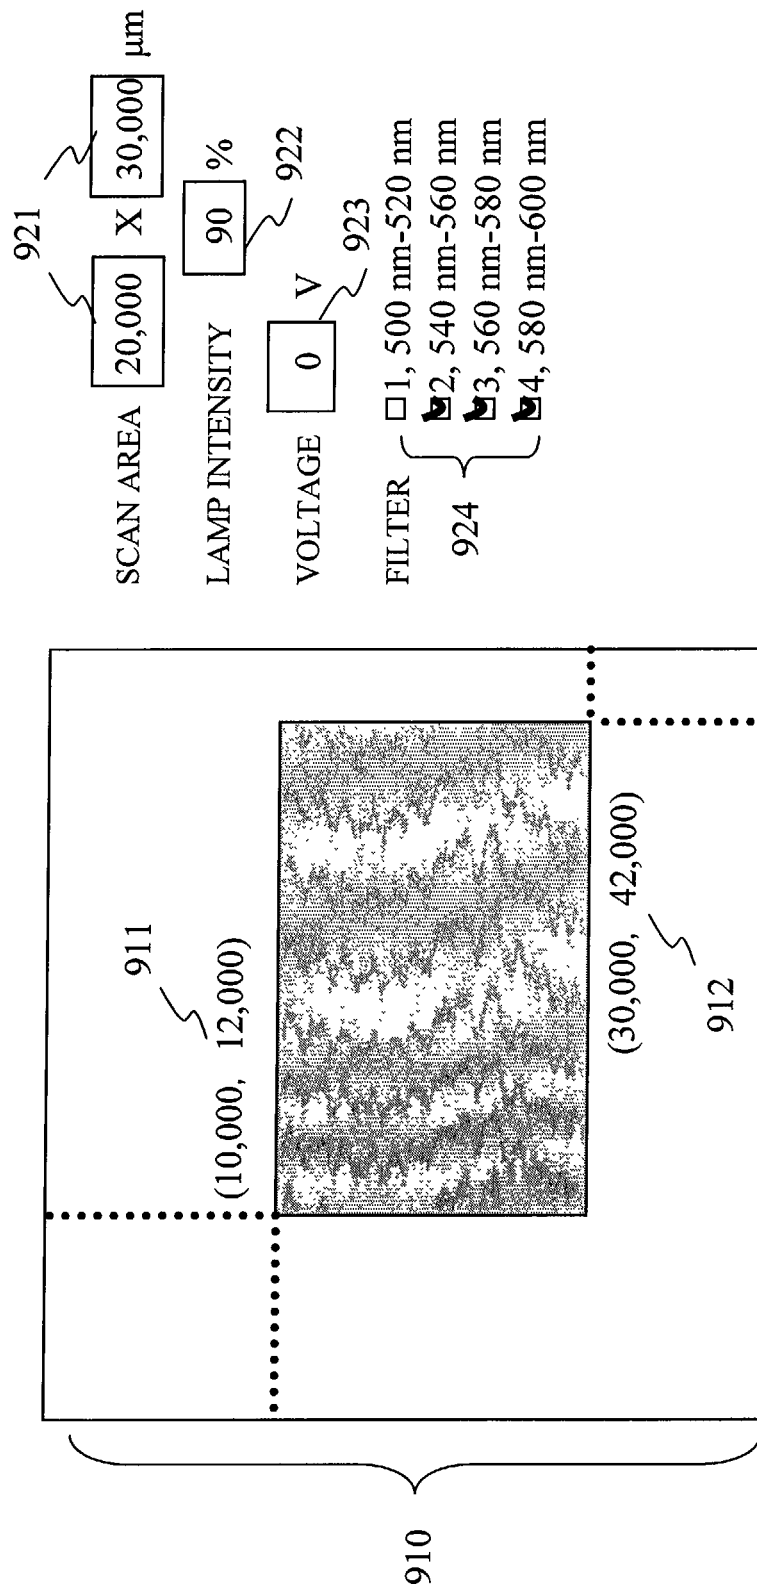 910
911
(10,000, 12,000)
(30,000, 42,000)
912
921
SCAN AREA 20,000 X 30,000 µm
LAMP INTENSITY 90 %
922
VOLTAGE 0 V
923
FILTER
1, 500 nm-520 nm
2, 540 nm-560 nm
3, 560 nm-580 nm
4, 580 nm-600 nm
924